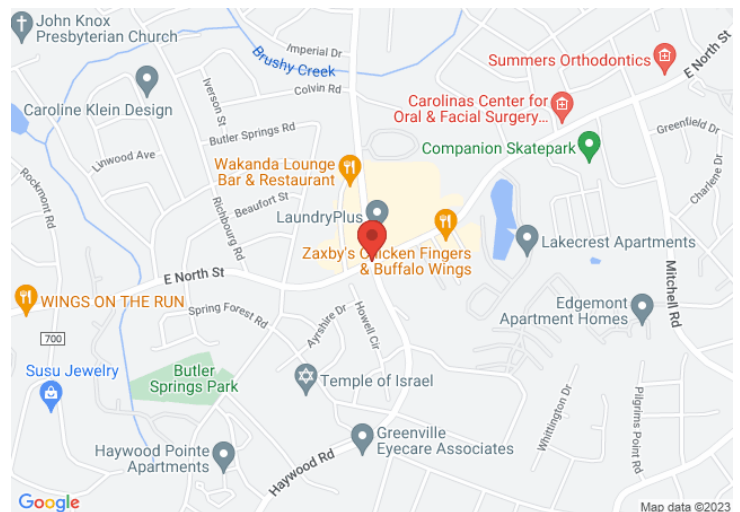 John Knox
Presbyterian Church
Imperial Dr
Brushy Creek
E North St
Summers Orthodontics
Caroline Klein Design
Iverson St
Colvin Rd
Carolinas Center for
Oral & Facial Surgery...
Greenfield Dr
Butler Springs Rd
Companion Skatepark
Linwood Ave
Wakanda Lounge
Bar & Restaurant
Charlene Dr
Rockmont Rd
Richbourg Rd
Beaufort St
LaundryPlus
Lakecrest Apartments
Zaxby's Chicken Fingers
& Buffalo Wings
E North St
Mitchell Rd
WINGS ON THE RUN
Spring Forest Rd
Ayrshire Dr
Howell Cir
Edgemont
Apartment Homes
700
Susu Jewelry
Butler
Springs Park
Temple of Israel
Whittington Dr
Pilgrims Point Rd
Haywood Pointe
Apartments
Greenville
Eyecare Associates
Haywood Rd
Google
Map data ©2023